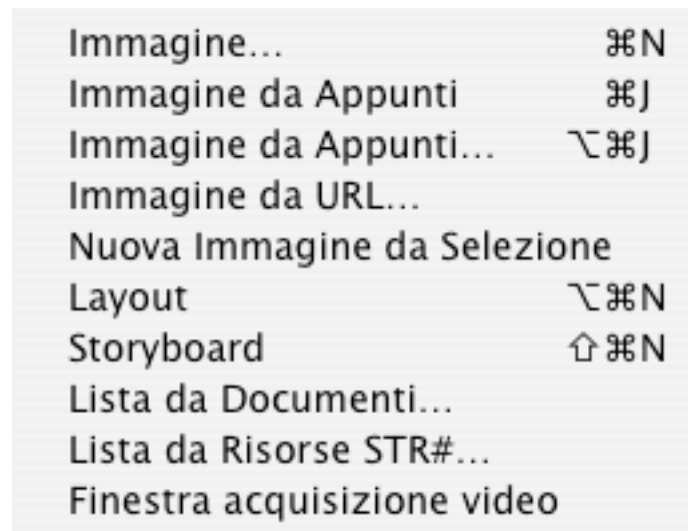 Immagine… ⌘N
Immagine da Appunti ⌘J
Immagine da Appunti… ⌥⌘J
Immagine da URL…
Nuova Immagine da Selezione
Layout ⌥⌘N
Storyboard ⇧⌘N
Lista da Documenti…
Lista da Risorse STR#…
Finestra acquisizione video